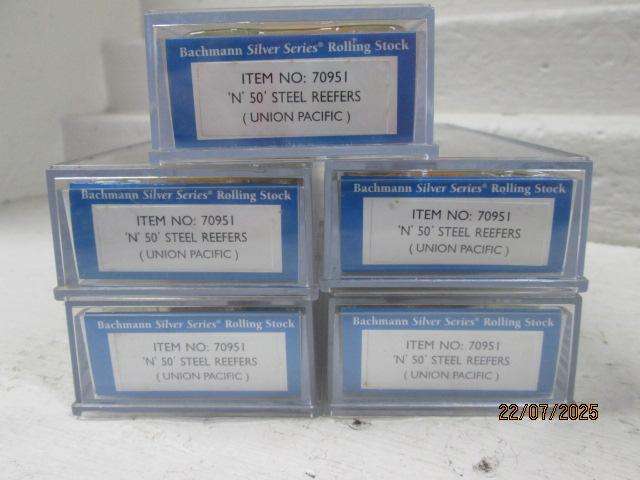 Bachmann Silver Series® Rolling Stock
ITEM NO: 70951
'N' 50' STEEL REEFERS
( UNION PACIFIC )
Bachmann Silver Series® Rolling Stock
ITEM NO: 70951
'N' 50' STEEL REEFERS
( UNION PACIFIC )
Bachmann Silver Series® Rolling Stock
ITEM NO: 70951
'N' 50' STEEL REEFERS
( UNION PACIFIC )
Bachmann Silver Series® Rolling Stock
ITEM NO: 70951
'N' 50' STEEL REEFERS
( UNION PACIFIC )
Bachmann Silver Series® Rolling Stock
ITEM NO: 70951
'N' 50' STEEL REEFERS
( UNION PACIFIC )
22/07/2025